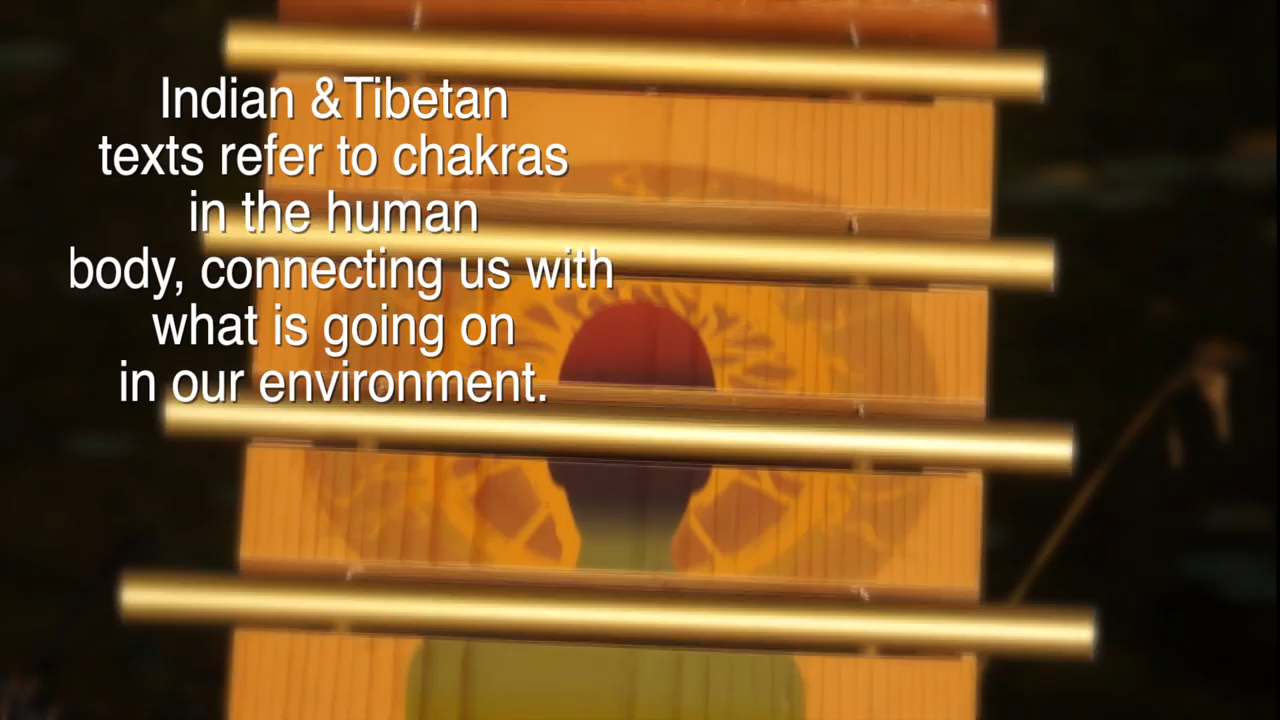 Indian &Tibetan
texts refer to chakras
in the human
body, connecting us with
what is going on
in our environment.